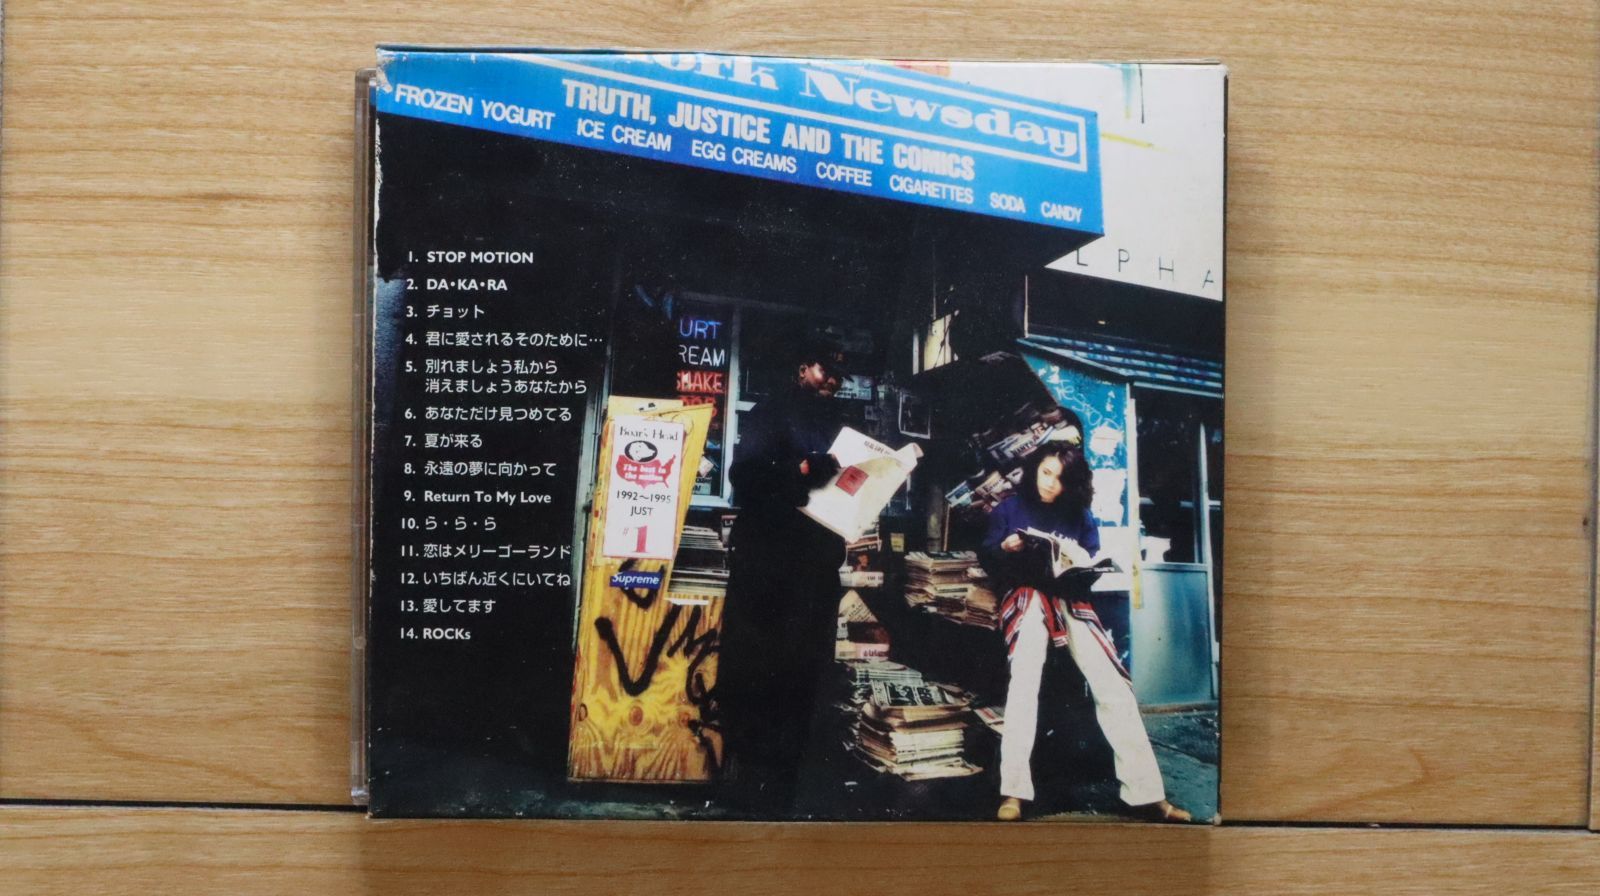 ork Newsday
TRUTH, JUSTICE AND THE COMICS
FROZEN YOGURT ICE CREAM EGG CREAMS COFFEE CIGARETTES SODA CANDY
LPHA
1. STOP MOTION
2. DA•KA•RA
3. チョット
4. 君に愛されるそのために…
5. 別れましょう私から
消えましょうあなたから
6. あなただけ見つめてる
7. 夏が来る
8. 永遠の夢に向かって
9. Return To My Love
10. ら・ら・ら
11. 恋はメリーゴーランド
12. いちばん近くにいてね
13. 愛してます
14. ROCKs
URT
REAM
SHAKE
Boar's Head
The best in
the nation
1992〜1995
JUST
#1
Supreme